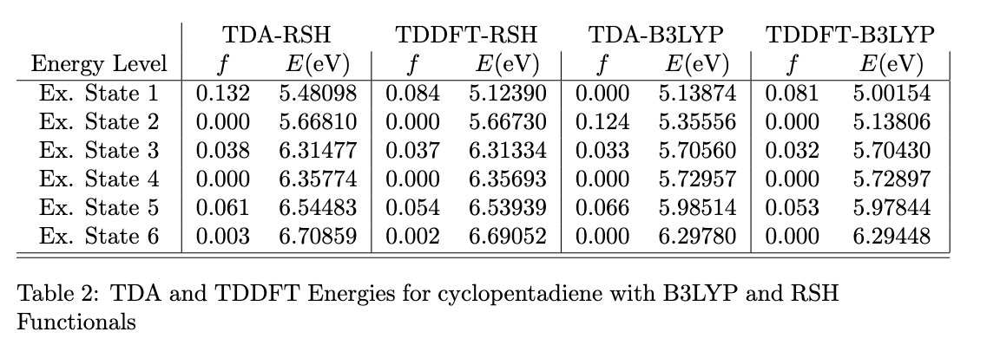 TDA-RSH TDDFT-RSH TDA-B3LYP TDDFT-B3LYP
Energy Level f E(eV) f E(eV) f E(eV) f E(eV)
Ex. State 1 0.132 5.48098 0.084 5.12390 0.000 5.13874 0.081 5.00154
Ex. State 2 0.000 5.66810 0.000 5.66730 0.124 5.35556 0.000 5.13806
Ex. State 3 0.038 6.31477 0.037 6.31334 0.033 5.70560 0.032 5.70430
Ex. State 4 0.000 6.35774 0.000 6.35693 0.000 5.72957 0.000 5.72897
Ex. State 5 0.061 6.54483 0.054 6.53939 0.066 5.98514 0.053 5.97844
Ex. State 6 0.003 6.70859 0.002 6.69052 0.000 6.29780 0.000 6.29448
Table 2: TDA and TDDFT Energies for cyclopentadiene with B3LYP and RSH
Functionals